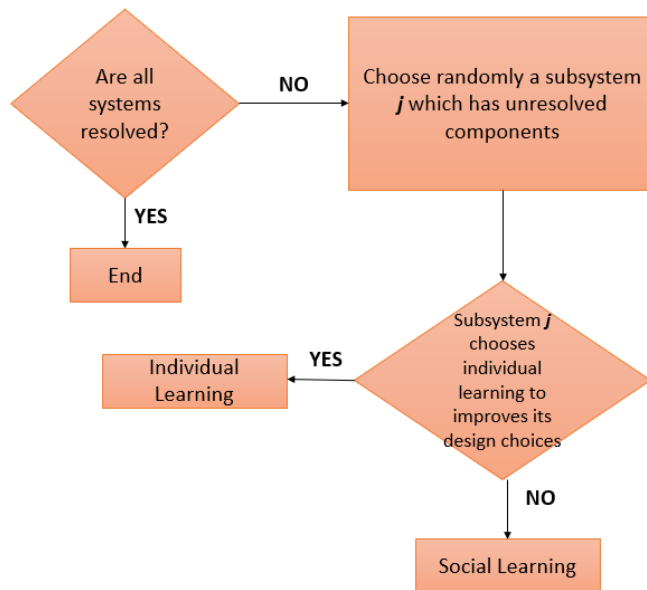 Are all
systems
resolved?
NO
Choose randomly a subsystem
j which has unresolved
components
YES
End
Subsystem j
chooses
individual
learning to
improves its
design choices
YES
Individual
Learning
NO
Social Learning